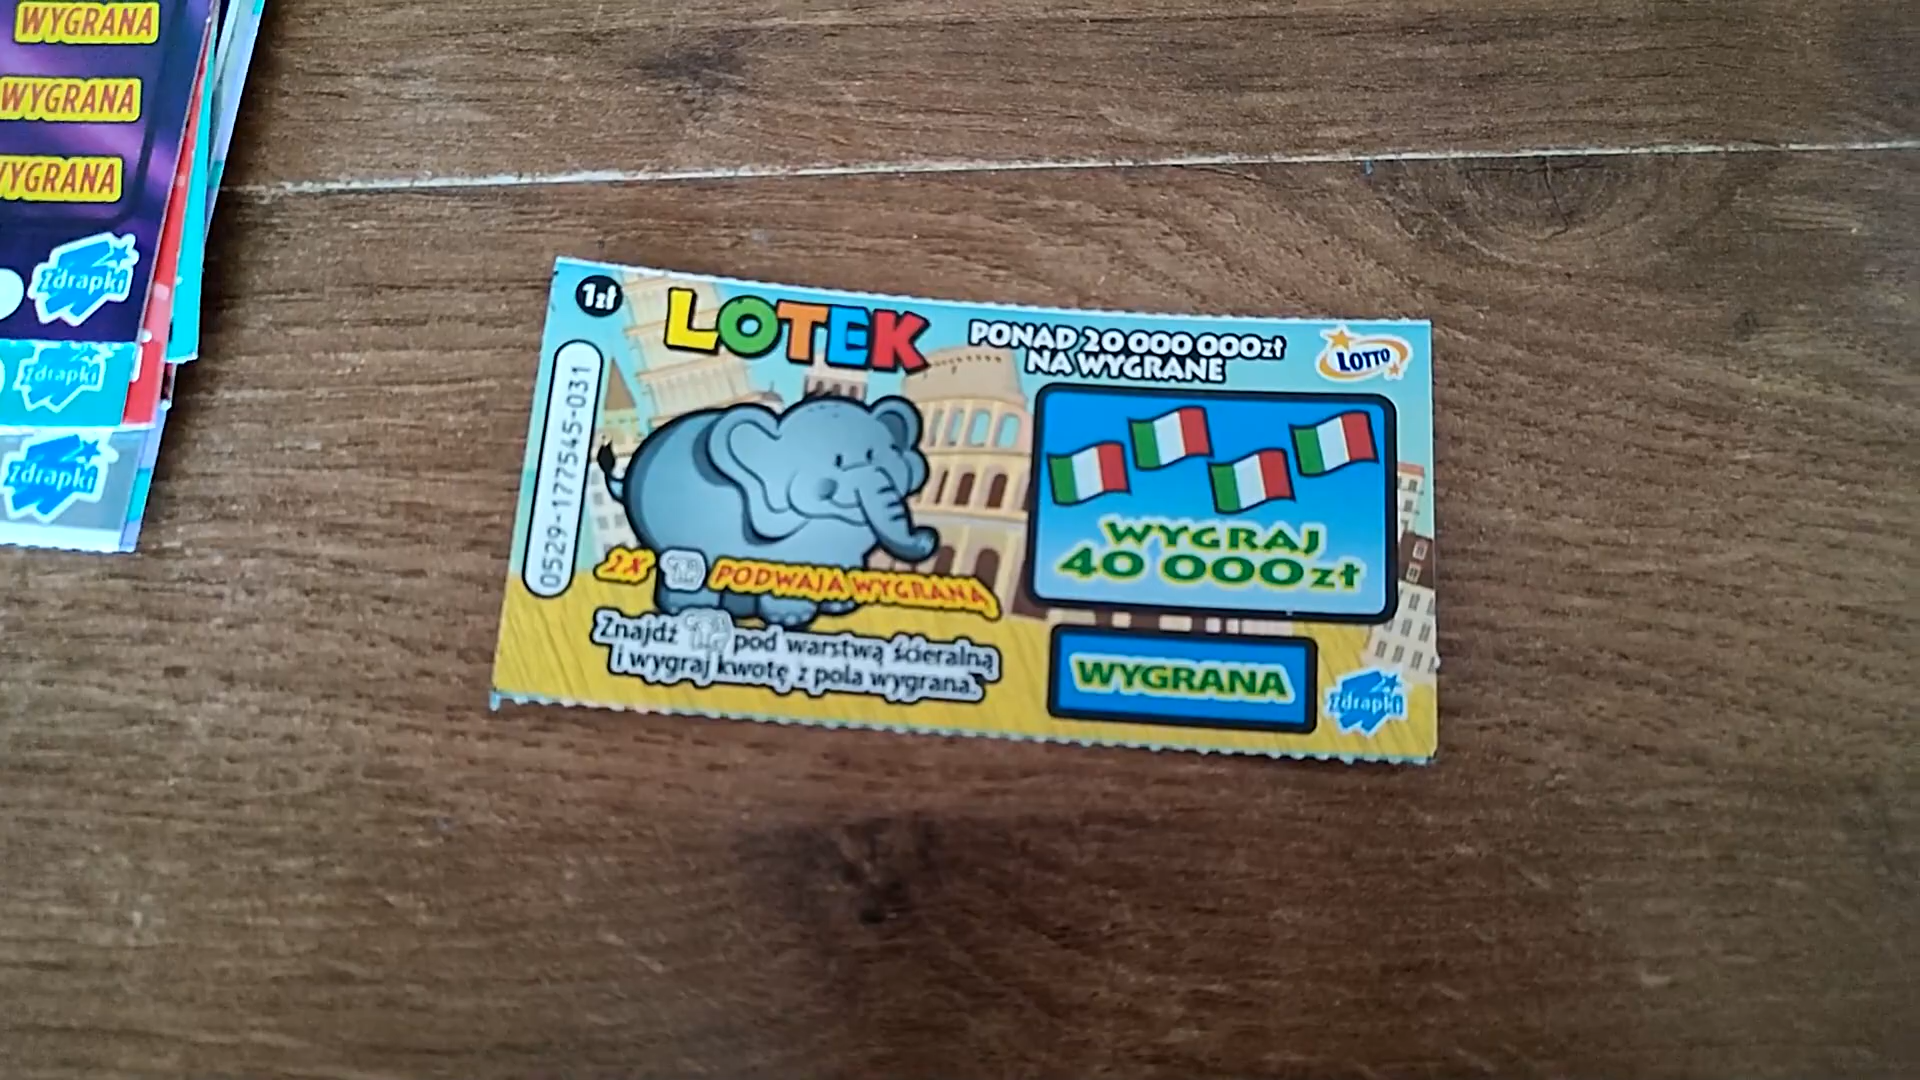 WYGRANA
WYGRANA
WYGRANA
Zdrapki
Zdrapki
Zdrapki
1zł
LOTEK
PONAD 20 000 000zł
NA WYGRANE
LOTTO
0529-177545-031
WYGRAJ
40 000zł
2X PODWAJA WYGRANĄ
Znajdź pod warstwą ścieralną
i wygraj kwotę z pola wygrana.
WYGRANA
Zdrapki